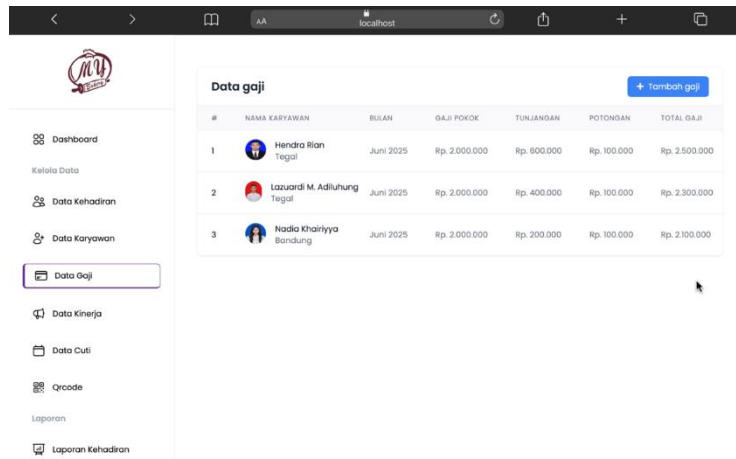 AA
localhost
MY
Bakery
Dashboard
Kelola Data
Data Kehadiran
Data Karyawan
Data Gaji
Data Kinerja
Data Cuti
Qrcode
Laporan
Laporan Kehadiran
Data gaji
+ Tambah gaji
# NAMA KARYAWAN BULAN GAJI POKOK TUNJANGAN POTONGAN TOTAL GAJI
1 Hendra Rian Juni 2025 Rp. 2.000.000 Rp. 600.000 Rp. 100.000 Rp. 2.500.000
Tegal
2 Lazuardi M. Adiluhung Juni 2025 Rp. 2.000.000 Rp. 400.000 Rp. 100.000 Rp. 2.300.000
Tegal
3 Nadia Khairiyya Juni 2025 Rp. 2.000.000 Rp. 200.000 Rp. 100.000 Rp. 2.100.000
Bandung